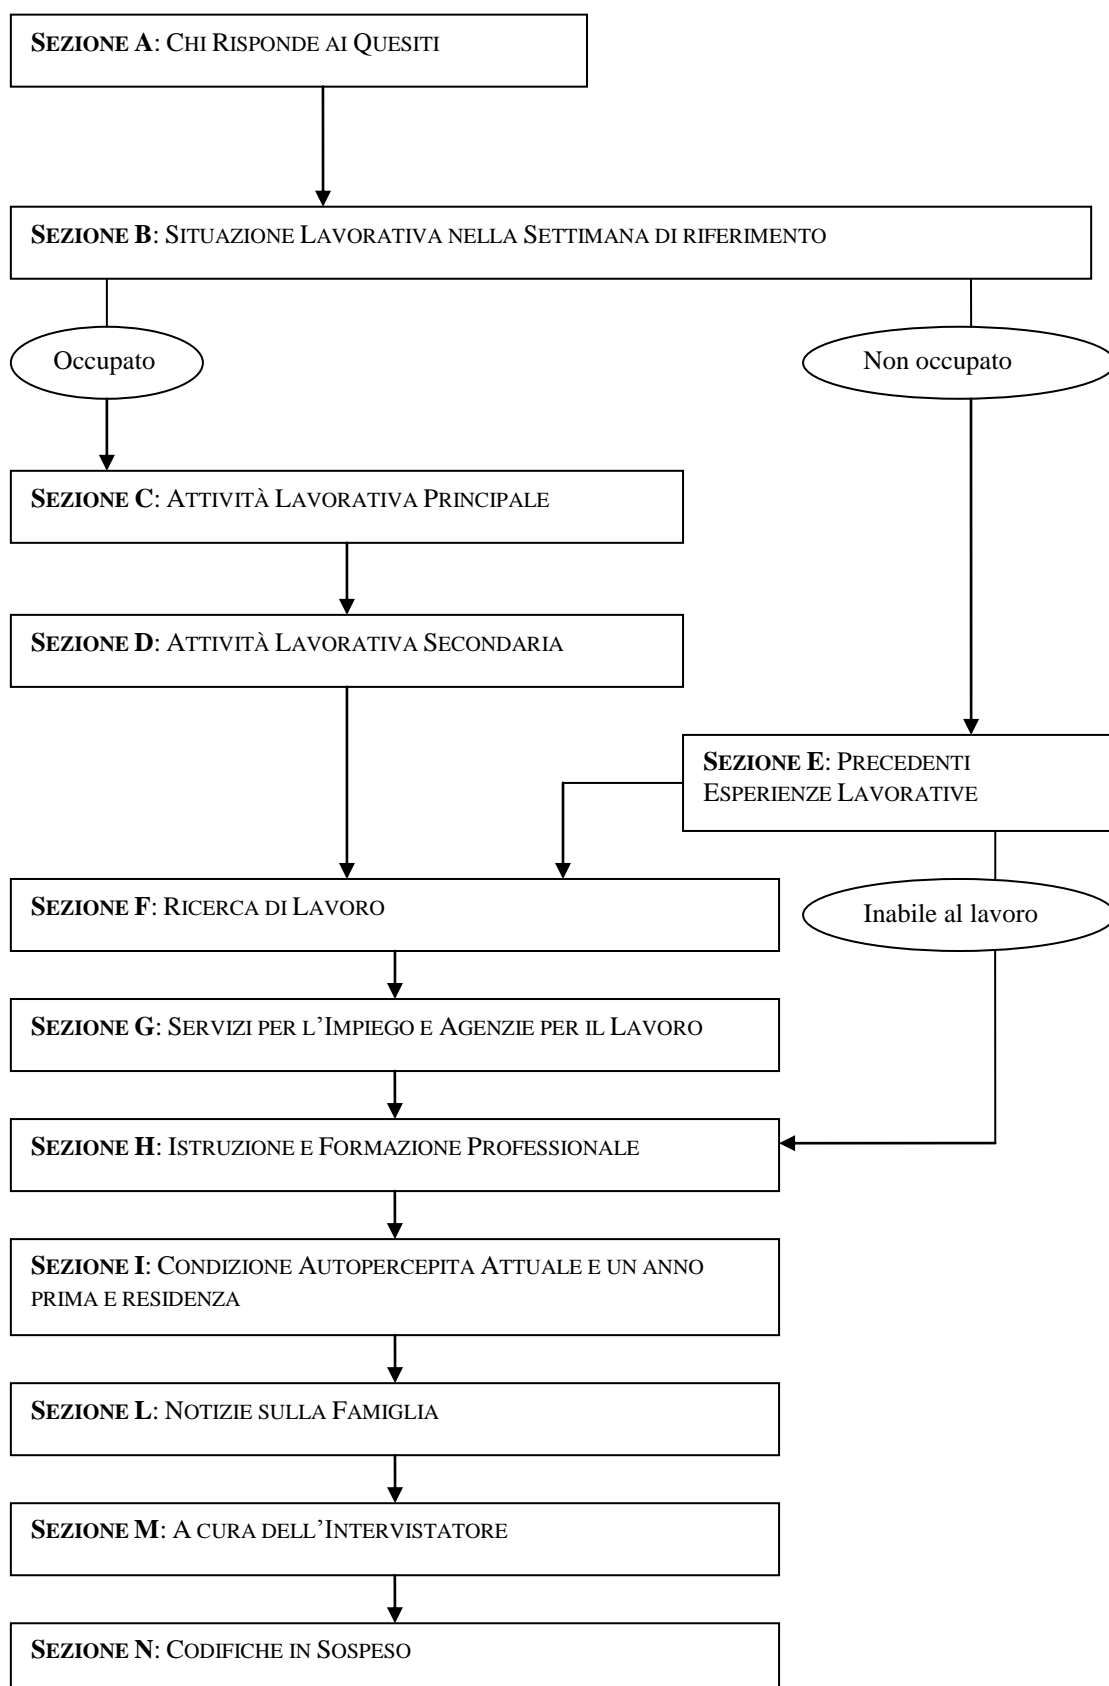 SEZIONE A: CHI RISPONDE AI QUESITI
SEZIONE B: SITUAZIONE LAVORATIVA NELLA SETTIMANA DI RIFERIMENTO
Occupato
Non occupato
SEZIONE C: ATTIVITÀ LAVORATIVA PRINCIPALE
SEZIONE D: ATTIVITÀ LAVORATIVA SECONDARIA
SEZIONE E: PRECEDENTI
ESPERIENZE LAVORATIVE
SEZIONE F: RICERCA DI LAVORO
Inabile al lavoro
SEZIONE G: SERVIZI PER L'IMPIEGO E AGENZIE PER IL LAVORO
SEZIONE H: ISTRUZIONE E FORMAZIONE PROFESSIONALE
SEZIONE I: CONDIZIONE AUTOPERCEPITA ATTUALE E UN ANNO
PRIMA E RESIDENZA
SEZIONE L: NOTIZIE SULLA FAMIGLIA
SEZIONE M: A CURA DELL'INTERVISTATORE
SEZIONE N: CODIFICHE IN SOSPESO